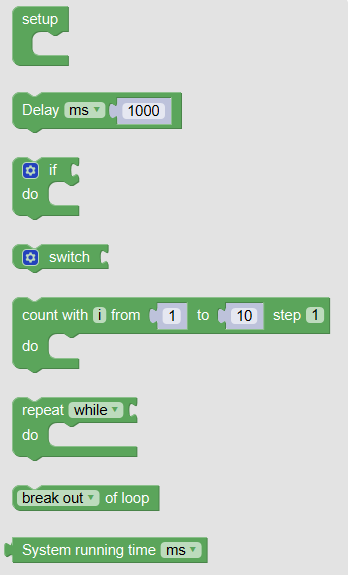 setup
Delay ms 1000
if
do
switch
count with i from 1 to 10 step 1
do
repeat while
do
break out of loop
System running time ms